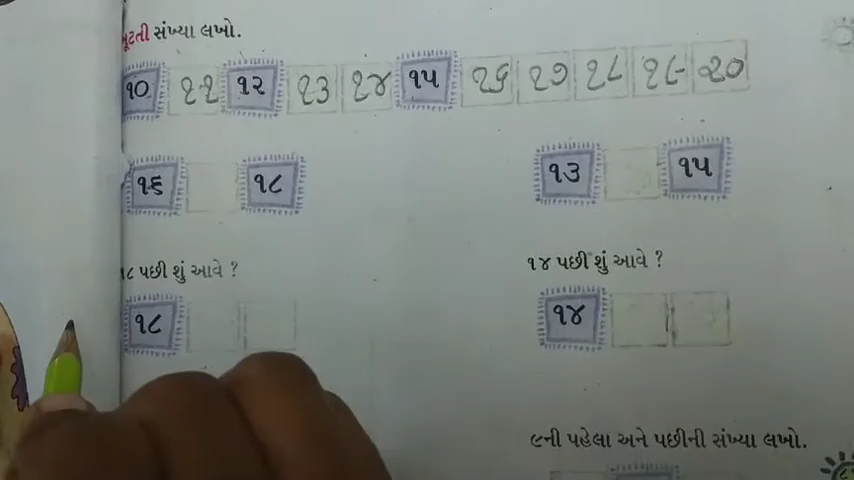 ખૂટતી સંખ્યા લખો.
૧૦ ૧૧ ૧૨ ૧૩ ૧૪ ૧૫ ૧૬ ૧૭ ૧૮ ૧૯ ૨૦
૧૬ ૧૮ ૧૩ ૧૫
૧૮ પછી શું આવે ? ૧૪ પછી શું આવે ?
૧૮ ૧૪
૯ની પહેલા અને પછીની સંખ્યા લખો.